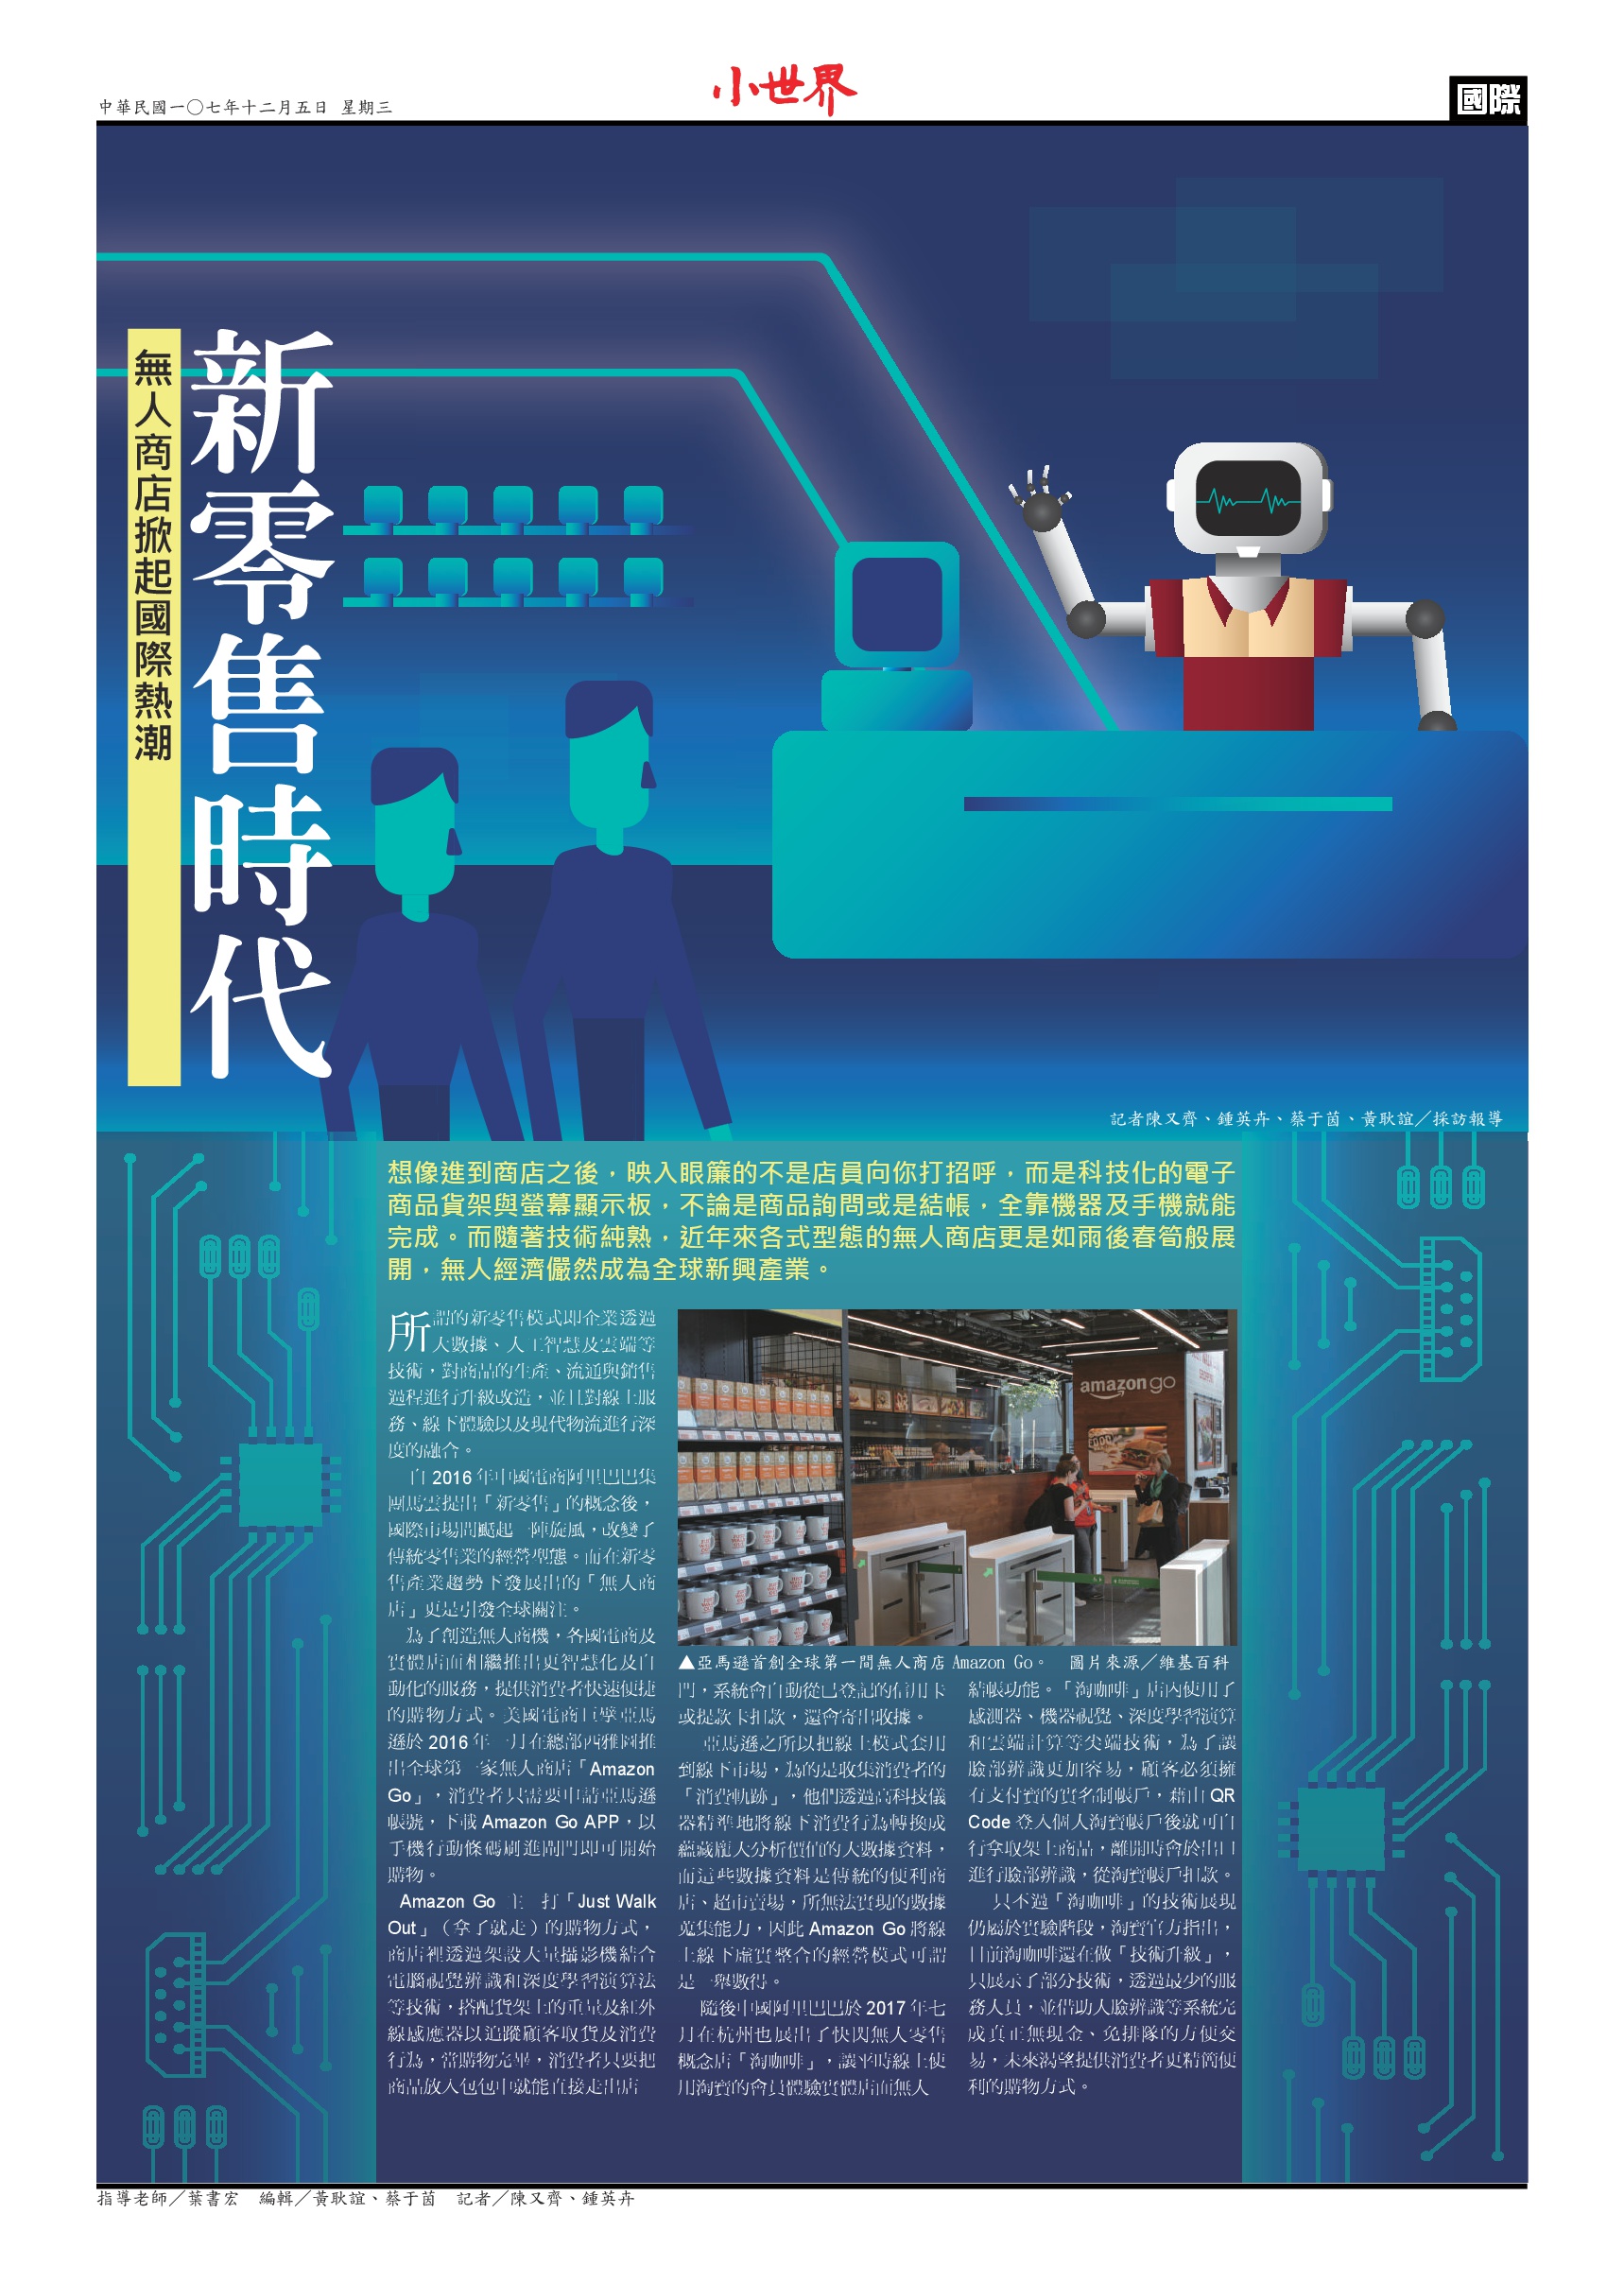 中華民國一〇七年十二月五日 星期三
小世界
國際
新零售時代
無人商店掀起國際熱潮
記者陳又齊、鍾英卉、蔡于茵、黃耿誼／採訪報導
想像進到商店之後，映入眼簾的不是店員向你打招呼，而是科技化的電子
商品貨架與螢幕顯示板，不論是商品詢問或是結帳，全靠機器及手機就能
完成。而隨著技術純熟，近年來各式型態的無人商店更是如雨後春筍般展
開，無人經濟儼然成為全球新興產業。
所謂的新零售模式即企業透過
大數據、人工智慧及雲端等
技術，對商品的生產、流通與銷售
過程進行升級改造，並且對線上服
務、線下體驗以及現代物流進行深
度的融合。
自 2016 年中國電商阿里巴巴集
團馬雲提出「新零售」的概念後，
國際市場間颳起一陣旋風，改變了
傳統零售業的經營型態。而在新零
售產業趨勢下發展出的「無人商
店」更是引發全球關注。
為了創造無人商機，各國電商及
實體店面相繼推出更智慧化及自
動化的服務，提供消費者快速便捷
的購物方式。美國電商巨擘亞馬
遜於 2016 年一月在總部西雅圖推
出全球第一家無人商店「Amazon
Go」，消費者只需要申請亞馬遜
帳號，下載 Amazon Go APP，以
手機行動條碼刷進閘門即可開始
購物。
Amazon Go 主 打「Just Walk
Out」（拿了就走）的購物方式，
商店裡透過架設大量攝影機結合
電腦視覺辨識和深度學習演算法
等技術，搭配貨架上的重量及紅外
線感應器以追蹤顧客取貨及消費
行為，當購物完畢，消費者只要把
商品放入包包中就能直接走出店
amazon go
▲亞馬遜首創全球第一間無人商店 Amazon Go。 圖片來源／維基百科
門，系統會自動從已登記的信用卡
或提款卡扣款，還會寄出收據。
亞馬遜之所以把線上模式套用
到線下市場，為的是收集消費者的
「消費軌跡」，他們透過高科技儀
器精準地將線下消費行為轉換成
蘊藏龐大分析價值的大數據資料，
而這些數據資料是傳統的便利商
店、超市賣場，所無法實現的數據
蒐集能力，因此 Amazon Go 將線
上線下虛實整合的經營模式可謂
是一舉數得。
隨後中國阿里巴巴於 2017 年七
月在杭州也展出了快閃無人零售
概念店「淘咖啡」，讓平時線上使
用淘寶的會員體驗實體店面無人
結帳功能。「淘咖啡」店內使用了
感測器、機器視覺、深度學習演算
和雲端計算等尖端技術，為了讓
臉部辨識更加容易，顧客必須擁
有支付寶的實名制帳戶，藉由 QR
Code 登入個人淘寶帳戶後就可自
行拿取架上商品，離開時會於出口
進行臉部辨識，從淘寶帳戶扣款。
只不過「淘咖啡」的技術展現
仍屬於實驗階段，淘寶官方指出，
目前淘咖啡還在做「技術升級」，
只展示了部分技術，透過最少的服
務人員，並借助人臉辨識等系統完
成真正無現金、免排隊的方便交
易，未來渴望提供消費者更精簡便
利的購物方式。
指導老師／葉書宏 編輯／黃耿誼、蔡于茵 記者／陳又齊、鍾英卉